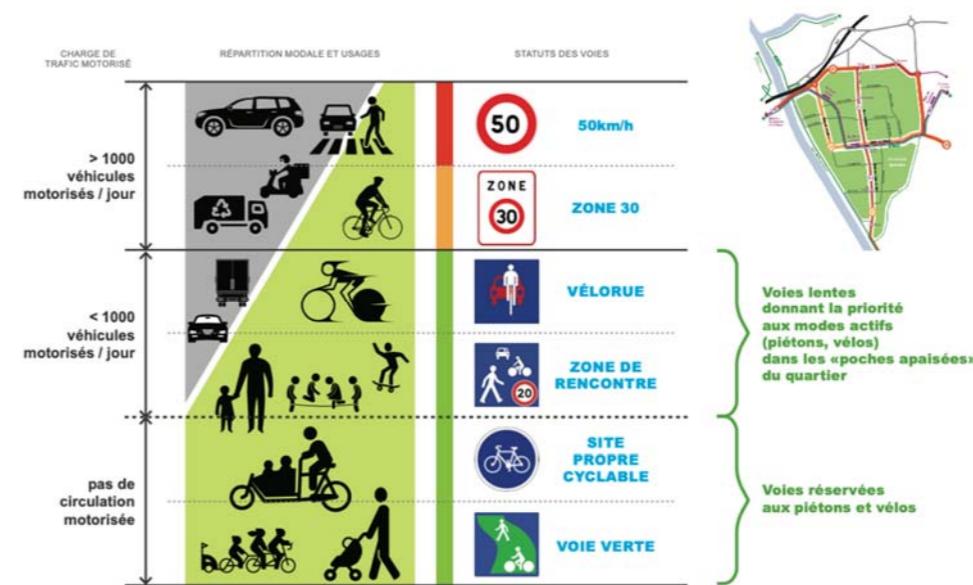 CHARGE DE
TRAFIC MOTORISÉ
RÉPARTITION MODALE ET USAGES
STATUTS DES VOIES
> 1000
véhicules
motorisés / jour
50
50km/h
ZONE
30
ZONE 30
< 1000
véhicules
motorisés / jour
VÉLORUE
20
ZONE DE
RENCONTRE
Voies lentes
donnant la priorité
aux modes actifs
(piétons, vélos)
dans les «poches apaisées»
du quartier
pas de
circulation
motorisée
SITE
PROPRE
CYCLABLE
VOIE VERTE
Voies réservées
aux piétons et vélos